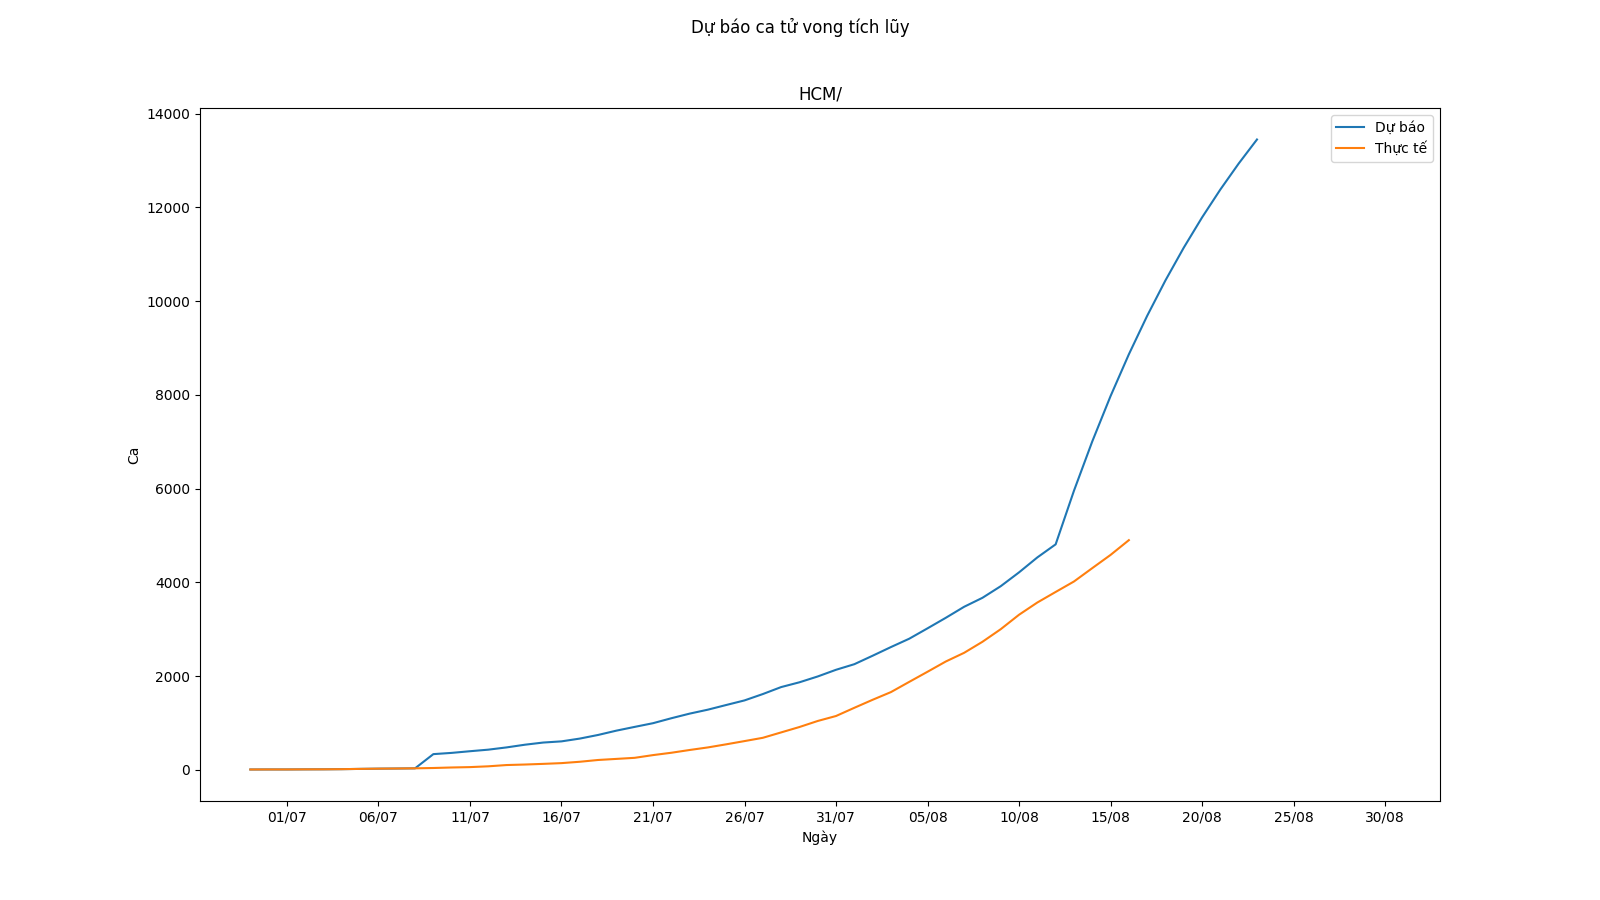 Dự báo ca tử vong tích lũy
HCM/
14000
12000
10000
8000
6000
4000
2000
0
Ca
Dự báo
Thực tế
01/07 06/07 11/07 16/07 21/07 26/07 31/07 05/08 10/08 15/08 20/08 25/08 30/08
Ngày